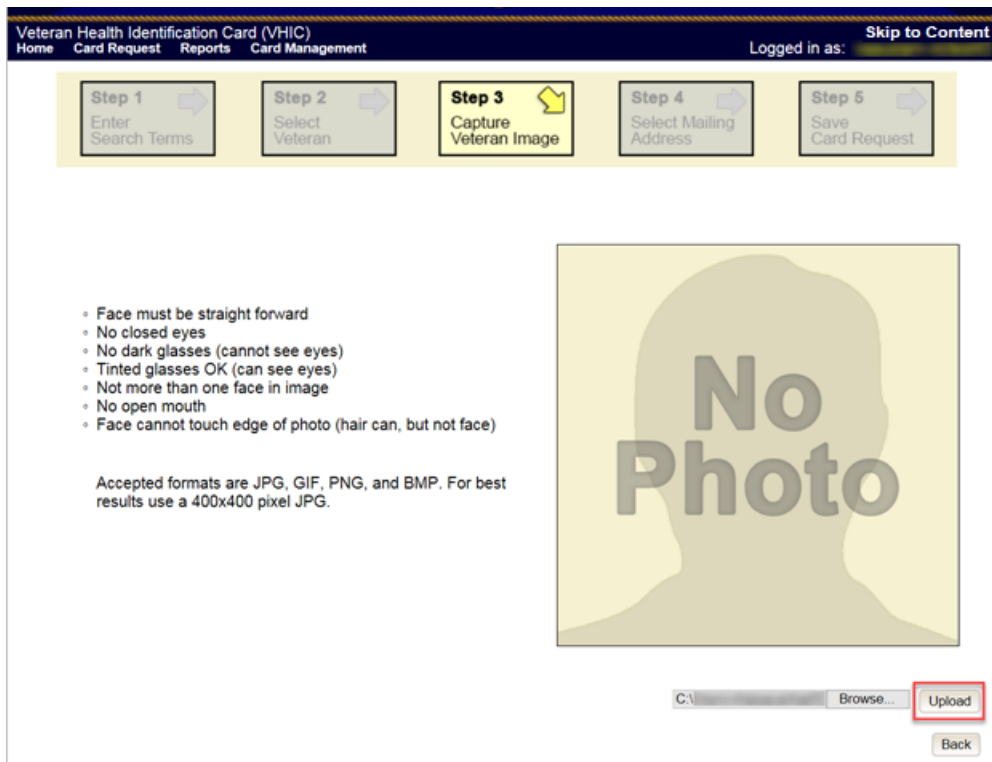 Veteran Health Identification Card (VHIC)
Skip to Content
Home Card Request Reports Card Management
Logged in as:
Step 1
Enter
Search Terms
Step 2
Select
Veteran
Step 3
Capture
Veteran Image
Step 4
Select Mailing
Address
Step 5
Save
Card Request
Face must be straight forward
No closed eyes
No dark glasses (cannot see eyes)
Tinted glasses OK (can see eyes)
Not more than one face in image
No open mouth
Face cannot touch edge of photo (hair can, but not face)
Accepted formats are JPG, GIF, PNG, and BMP. For best
results use a 400x400 pixel JPG.
No
Photo
C:\
Browse...
Upload
Back